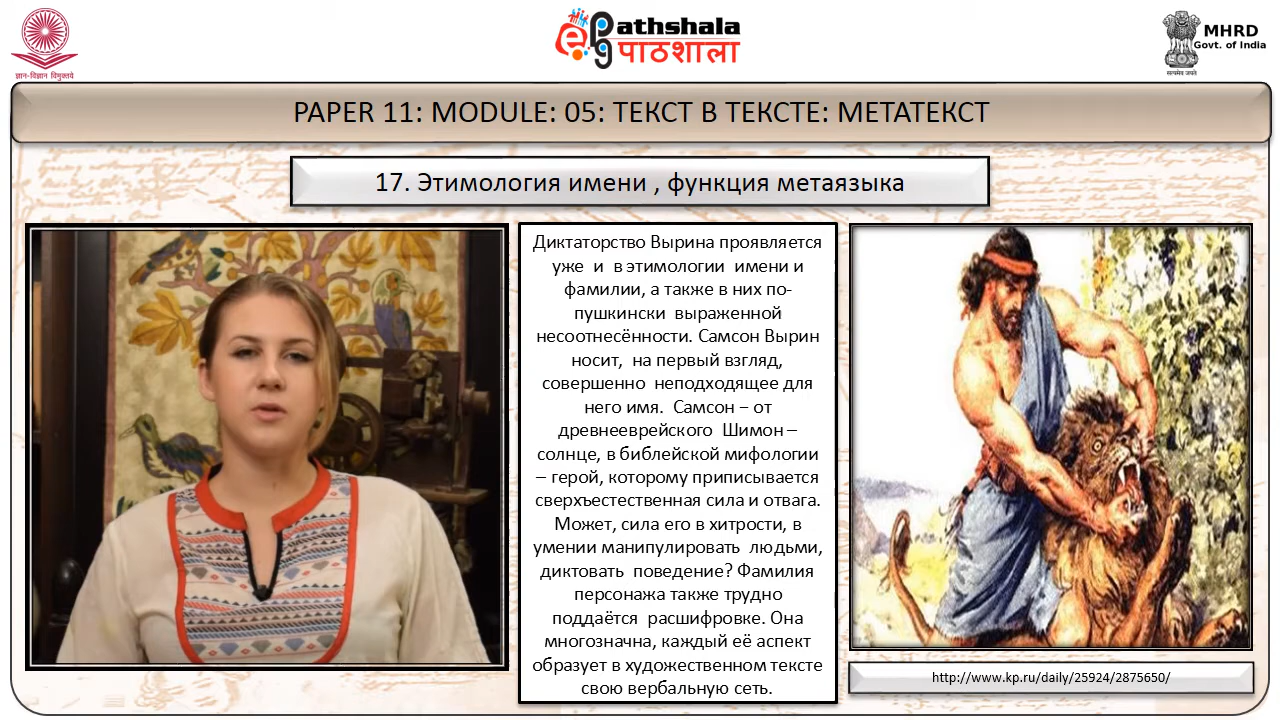 ज्ञान-विज्ञान विमुक्तये
ePathshala
पाठशाला
MHRD
Govt. of India
सत्यमेव जयते
PAPER 11: MODULE: 05: ТЕКСТ В ТЕКСТЕ: МЕТАТЕКСТ
17. Этимология имени , функция метаязыка
Диктаторство Вырина проявляется
уже и в этимологии имени и
фамилии, а также в них по-
пушкински выраженной
несоотнесённости. Самсон Вырин
носит, на первый взгляд,
совершенно неподходящее для
него имя. Самсон – от
древнееврейского Шимон –
солнце, в библейской мифологии
– герой, которому приписывается
сверхъестественная сила и отвага.
Может, сила его в хитрости, в
умении манипулировать людьми,
диктовать поведение? Фамилия
персонажа также трудно
поддаётся расшифровке. Она
многозначна, каждый её аспект
образует в художественном тексте
свою вербальную сеть.
http://www.kp.ru/daily/25924/2875650/